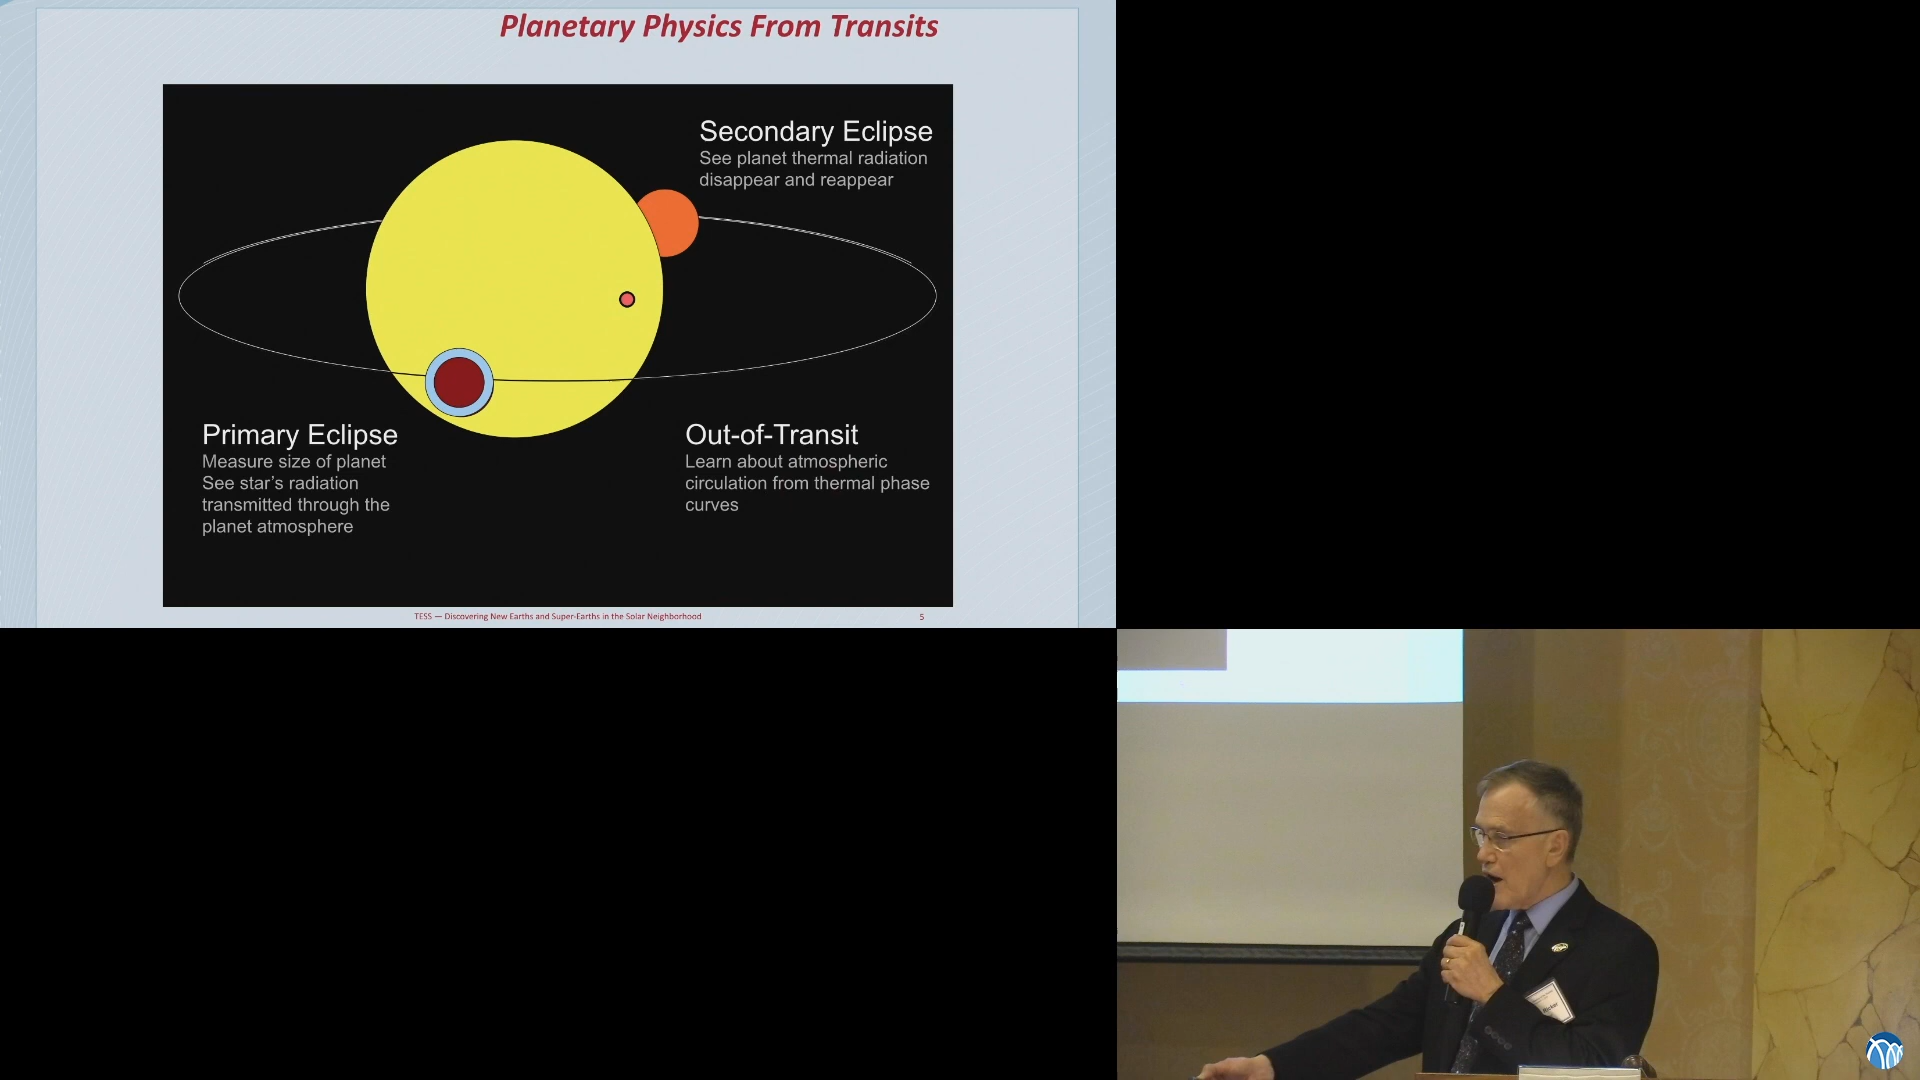 Planetary Physics From Transits
Secondary Eclipse
See planet thermal radiation
disappear and reappear
Primary Eclipse
Measure size of planet
See star's radiation
transmitted through the
planet atmosphere
Out-of-Transit
Learn about atmospheric
circulation from thermal phase
curves
TESS — Discovering New Earths and Super-Earths in the Solar Neighborhood
5